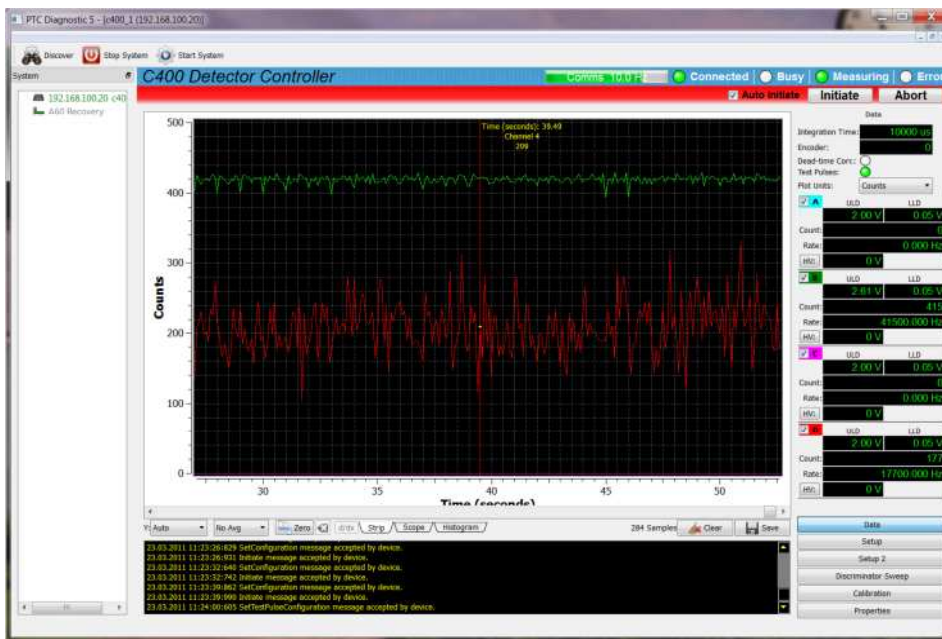 PTC Diagnostic 5 - [c400_1 (192.168.100.20)]
Discover Stop System Start System
System
C400 Detector Controller
Comms 10.0 Hz Connected Busy Measuring Error
Auto Initiate Initiate Abort
192.168.100.20 c40
A60 Recovery
Data
Integration Time: 10000 us
Encoder: 0
Dead-time Corr.:
Test Pulses:
Plot Units: Counts
A ULD LLD
2.00 V 0.05 V
Count: 0
Rate: 0.000 Hz
HV: 0 V
B ULD LLD
2.61 V 0.05 V
Count: 415
Rate: 41500.000 Hz
HV: 0 V
C ULD LLD
2.00 V 0.05 V
Count: 0
Rate: 0.000 Hz
HV: 0 V
ULD LLD
2.00 V 0.05 V
Count: 177
Rate: 17700.000 Hz
HV: 0 V
Time (seconds): 39.49
Channel 4
209
500
400
300
200
100
0
Counts
30 35 40 45 50
Time (seconds)
Y: Auto No Avg Zero d/dx Strip Scope Histogram 284 Samples Clear Save
23.03.2011 11:23:26:829 SetConfiguration message accepted by device.
23.03.2011 11:23:26:931 Initiate message accepted by device.
23.03.2011 11:23:32:640 SetConfiguration message accepted by device.
23.03.2011 11:23:32:742 Initiate message accepted by device.
23.03.2011 11:23:39:862 SetConfiguration message accepted by device.
23.03.2011 11:23:39:990 Initiate message accepted by device.
23.03.2011 11:24:00:605 SetTestPulseConfiguration message accepted by device.
Data
Setup
Setup 2
Discriminator Sweep
Calibration
Properties